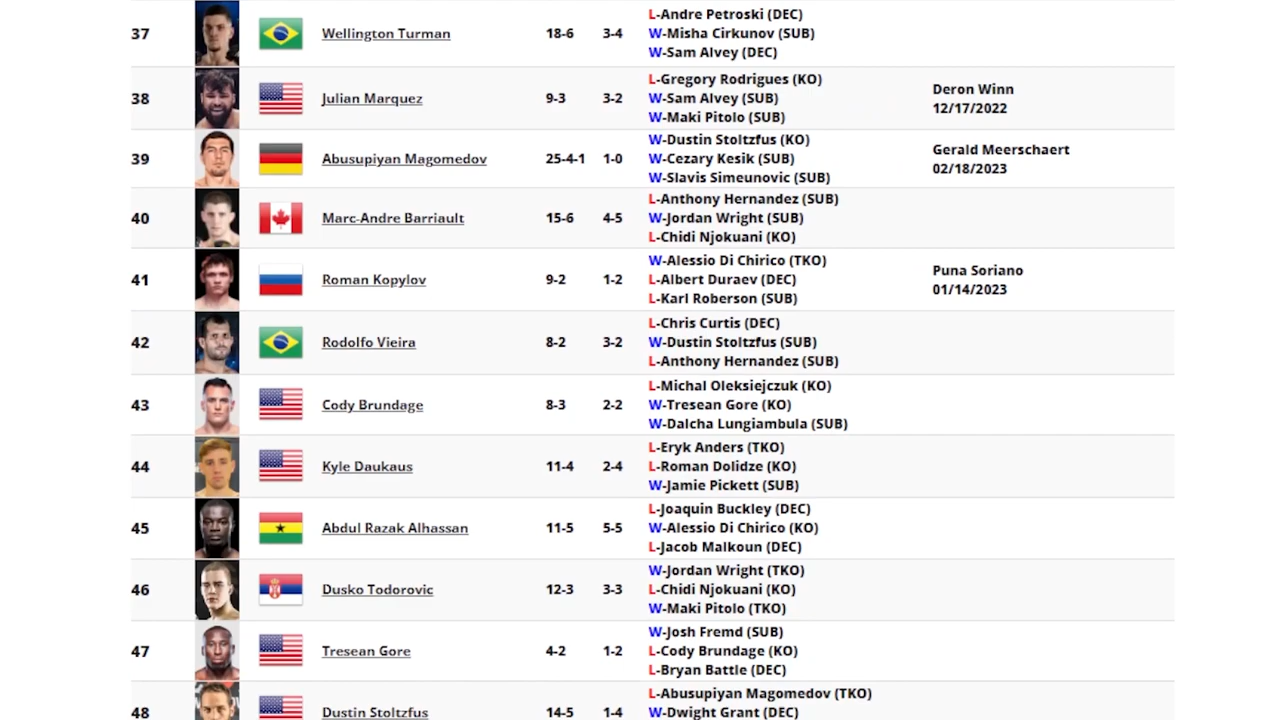 37 Wellington Turman 18-6 3-4 L-Andre Petroski (DEC)
W-Misha Cirkunov (SUB)
W-Sam Alvey (DEC)
38 Julian Marquez 9-3 3-2 L-Gregory Rodrigues (KO)
W-Sam Alvey (SUB)
W-Maki Pitolo (SUB)
Deron Winn
12/17/2022
39 Abusupiyan Magomedov 25-4-1 1-0 W-Dustin Stoltzfus (KO)
W-Cezary Kesik (SUB)
W-Slavis Simeunovic (SUB)
Gerald Meerschaert
02/18/2023
40 Marc-Andre Barriault 15-6 4-5 L-Anthony Hernandez (SUB)
W-Jordan Wright (SUB)
L-Chidi Njokuani (KO)
41 Roman Kopylov 9-2 1-2 W-Alessio Di Chirico (TKO)
L-Albert Duraev (DEC)
L-Karl Roberson (SUB)
Puna Soriano
01/14/2023
42 Rodolfo Vieira 8-2 3-2 L-Chris Curtis (DEC)
W-Dustin Stoltzfus (SUB)
L-Anthony Hernandez (SUB)
43 Cody Brundage 8-3 2-2 L-Michal Oleksiejczuk (KO)
W-Tresean Gore (KO)
W-Dalcha Lungiambula (SUB)
44 Kyle Daukaus 11-4 2-4 L-Eryk Anders (TKO)
L-Roman Dolidze (KO)
W-Jamie Pickett (SUB)
45 Abdul Razak Alhassan 11-5 5-5 L-Joaquin Buckley (DEC)
W-Alessio Di Chirico (KO)
L-Jacob Malkoun (DEC)
46 Dusko Todorovic 12-3 3-3 W-Jordan Wright (TKO)
L-Chidi Njokuani (KO)
W-Maki Pitolo (TKO)
47 Tresean Gore 4-2 1-2 W-Josh Fremd (SUB)
L-Cody Brundage (KO)
L-Bryan Battle (DEC)
48 Dustin Stoltzfus 14-5 1-4 L-Abusupiyan Magomedov (TKO)
W-Dwight Grant (DEC)